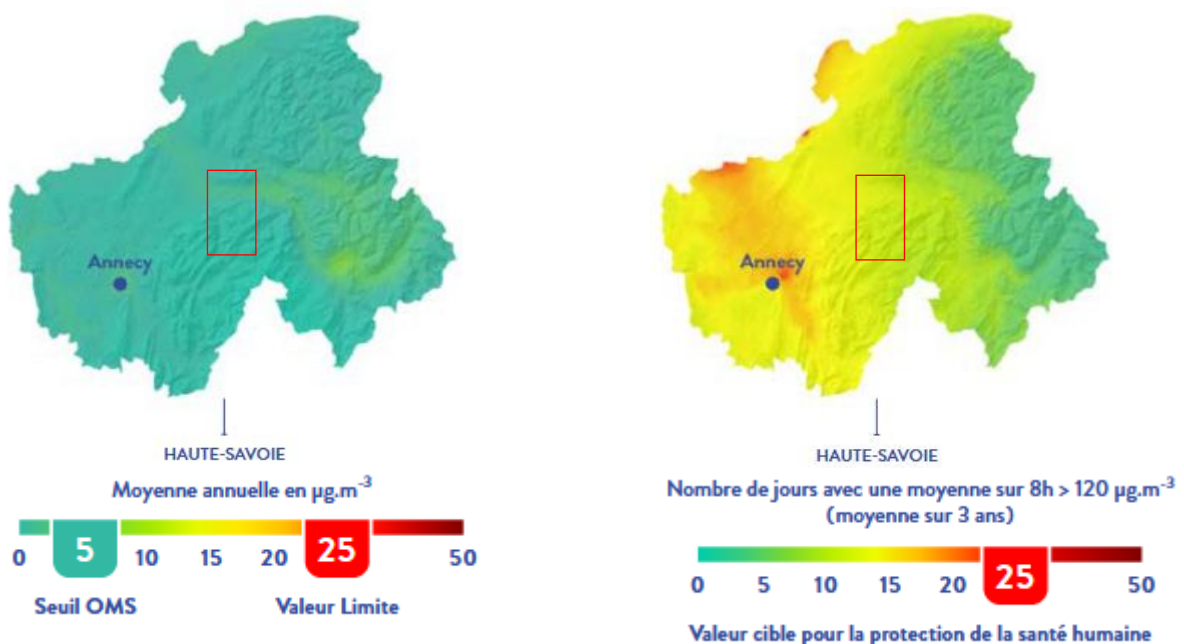 Annecy
HAUTE-SAVOIE
Moyenne annuelle en µg.m⁻³
0 5 10 15 20 25 50
Seuil OMS Valeur Limite
Annecy
HAUTE-SAVOIE
Nombre de jours avec une moyenne sur 8h > 120 µg.m⁻³
(moyenne sur 3 ans)
0 5 10 15 20 25 50
Valeur cible pour la protection de la santé humaine